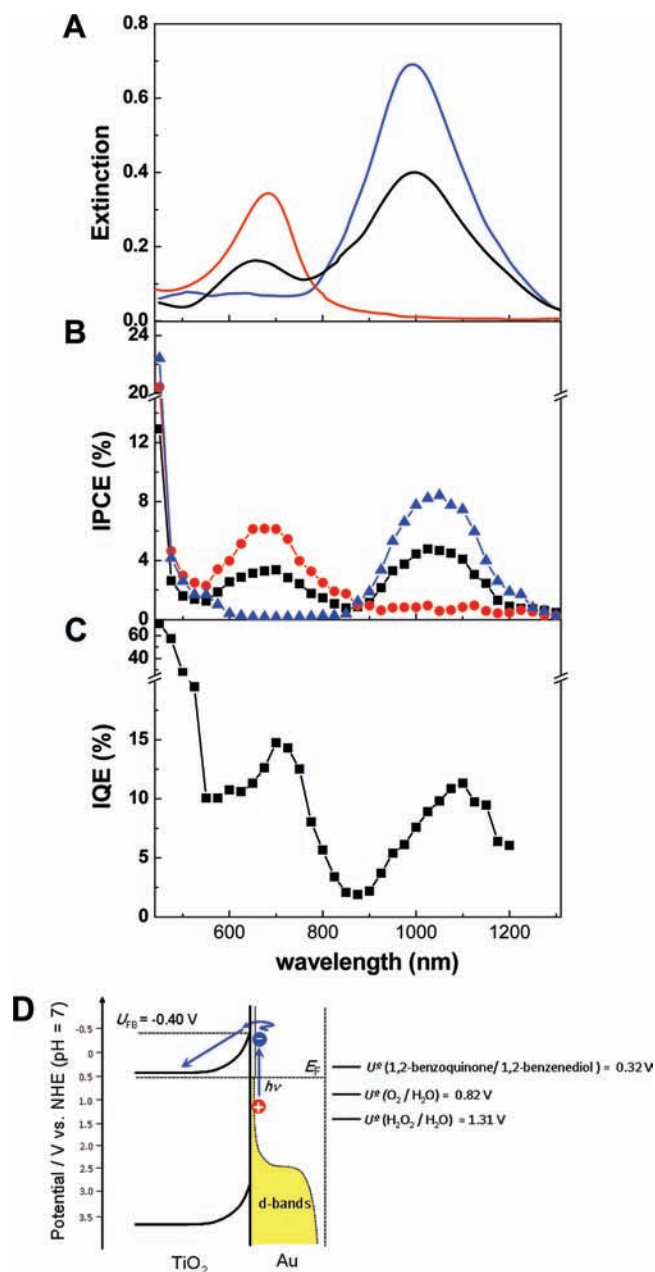 A
0.8
0.6
0.4
0.2
0.0
Extinction
B
24
20
12
8
4
0
IPCE (%)
C
60
40
15
10
5
0
IQE (%)
600 800 1000 1200
wavelength (nm)
D
Potential / V vs. NHE (pH = 7)
-0.5
0
0.5
1.0
1.5
2.0
2.5
3.0
3.5
U_FB = -0.40 V
E_F
hν
−
+
d-bands
TiO₂
Au
Uº (1,2-benzoquinone/ 1,2-benzenediol ) = 0.32 V
Uº (O₂ / H₂O) = 0.82 V
Uº (H₂O₂ / H₂O) = 1.31 V